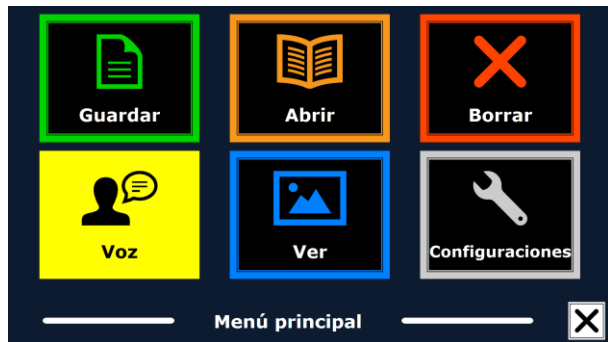 Guardar
Abrir
Borrar
Voz
Ver
Configuraciones
Menú principal